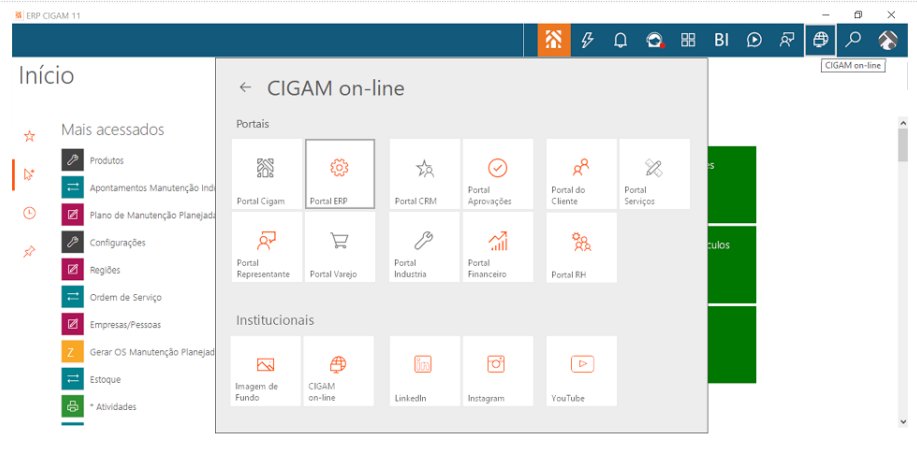 ERP CIGAM 11
BI
CIGAM on-line
Início
Mais acessados
Produtos
Apontamentos Manutenção Ind
Plano de Manutenção Planejada
Configurações
Regiões
Ordem de Serviço
Empresas/Pessoas
Z Gerar OS Manutenção Planejad
Estoque
* Atividades
CIGAM on-line
Portais
Portal Cigam
Portal ERP
Portal CRM
Portal
Aprovações
Portal do
Cliente
Portal
Serviços
Portal
Representante
Portal Varejo
Portal
Industria
Portal
Financeiro
Portal RH
Institucionais
Imagem de
Fundo
CIGAM
on-line
LinkedIn
Instagram
YouTube
culos